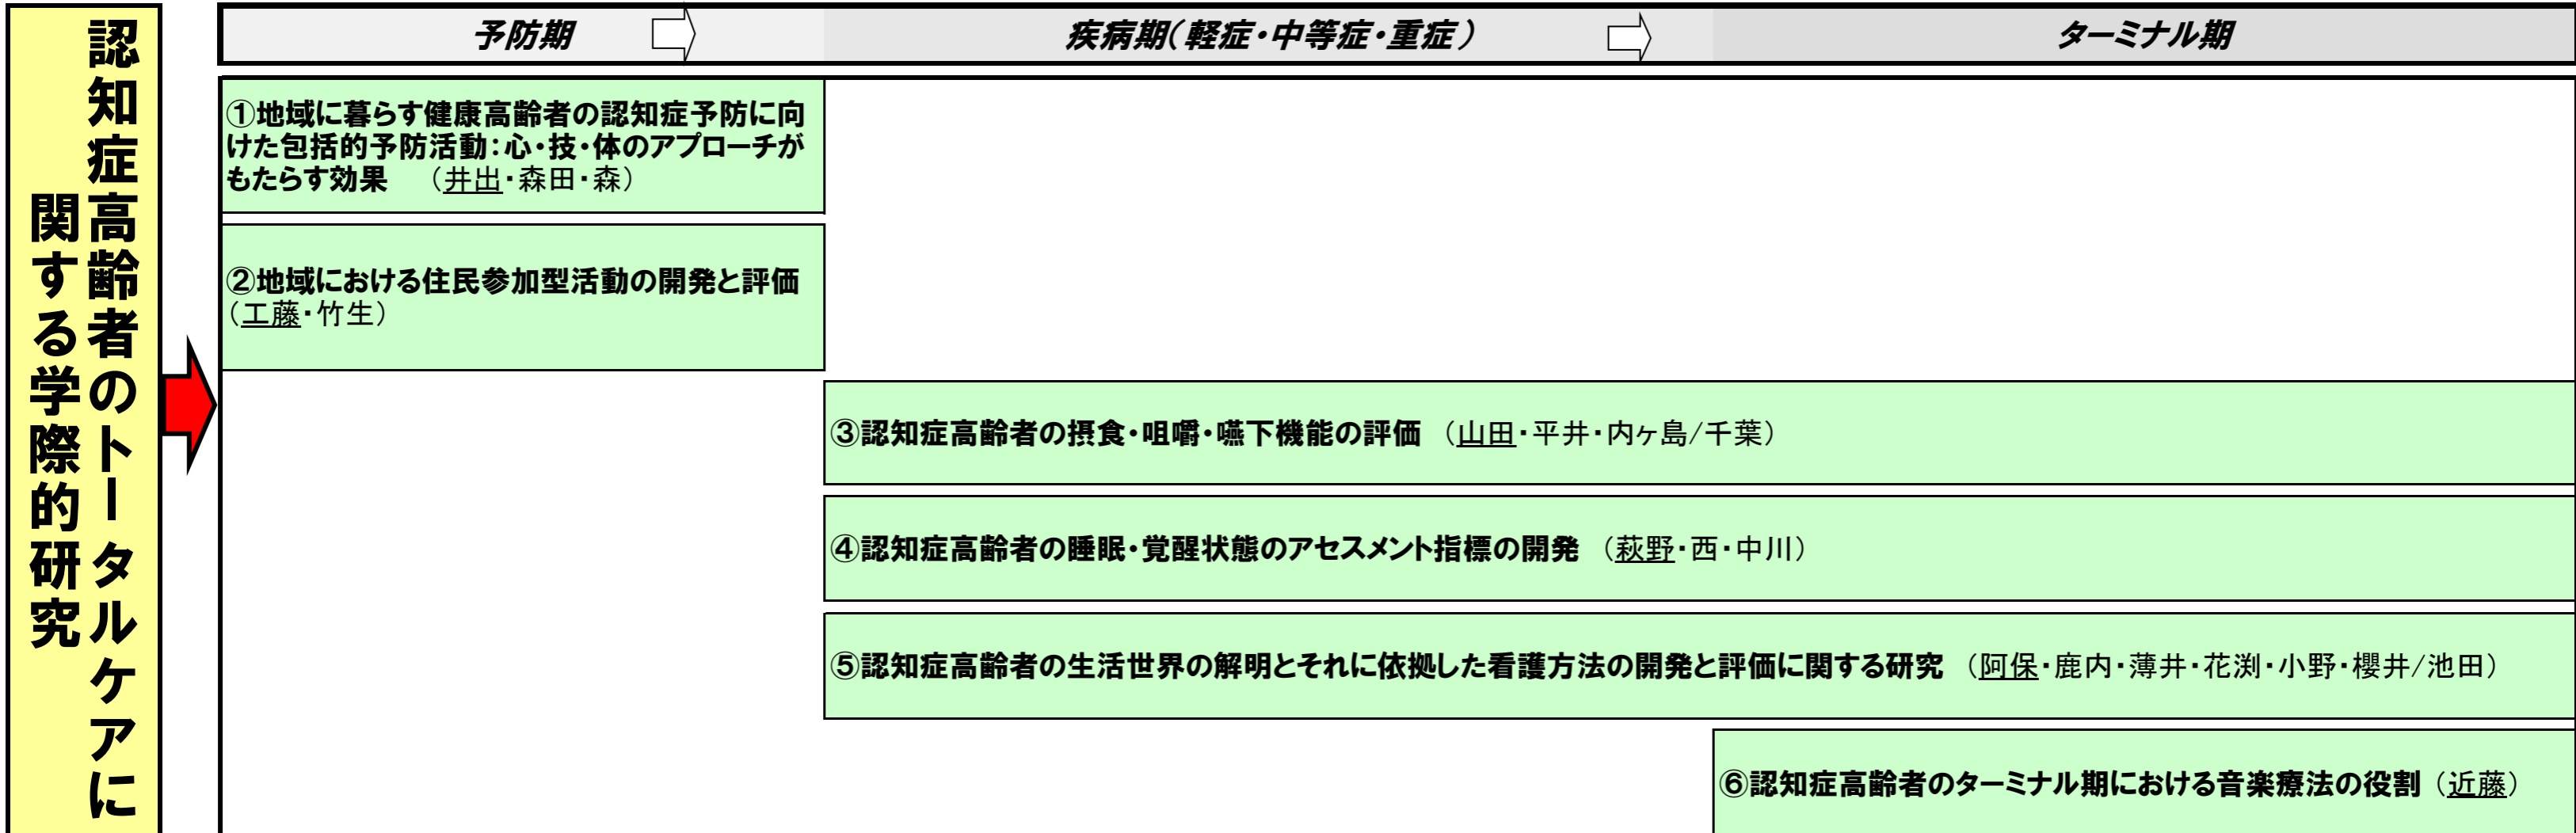 認知症高齢者のトータルケアに
関する学際的研究
予防期
疾病期(軽症・中等症・重症)
ターミナル期
①地域に暮らす健康高齢者の認知症予防に向
けた包括的予防活動:心・技・体のアプローチが
もたらす効果 (井出・森田・森)
②地域における住民参加型活動の開発と評価
(工藤・竹生)
③認知症高齢者の摂食・咀嚼・嚥下機能の評価 (山田・平井・内ヶ島/千葉)
④認知症高齢者の睡眠・覚醒状態のアセスメント指標の開発 (萩野・西・中川)
⑤認知症高齢者の生活世界の解明とそれに依拠した看護方法の開発と評価に関する研究 (阿保・鹿内・薄井・花渕・小野・櫻井/池田)
⑥認知症高齢者のターミナル期における音楽療法の役割 (近藤)